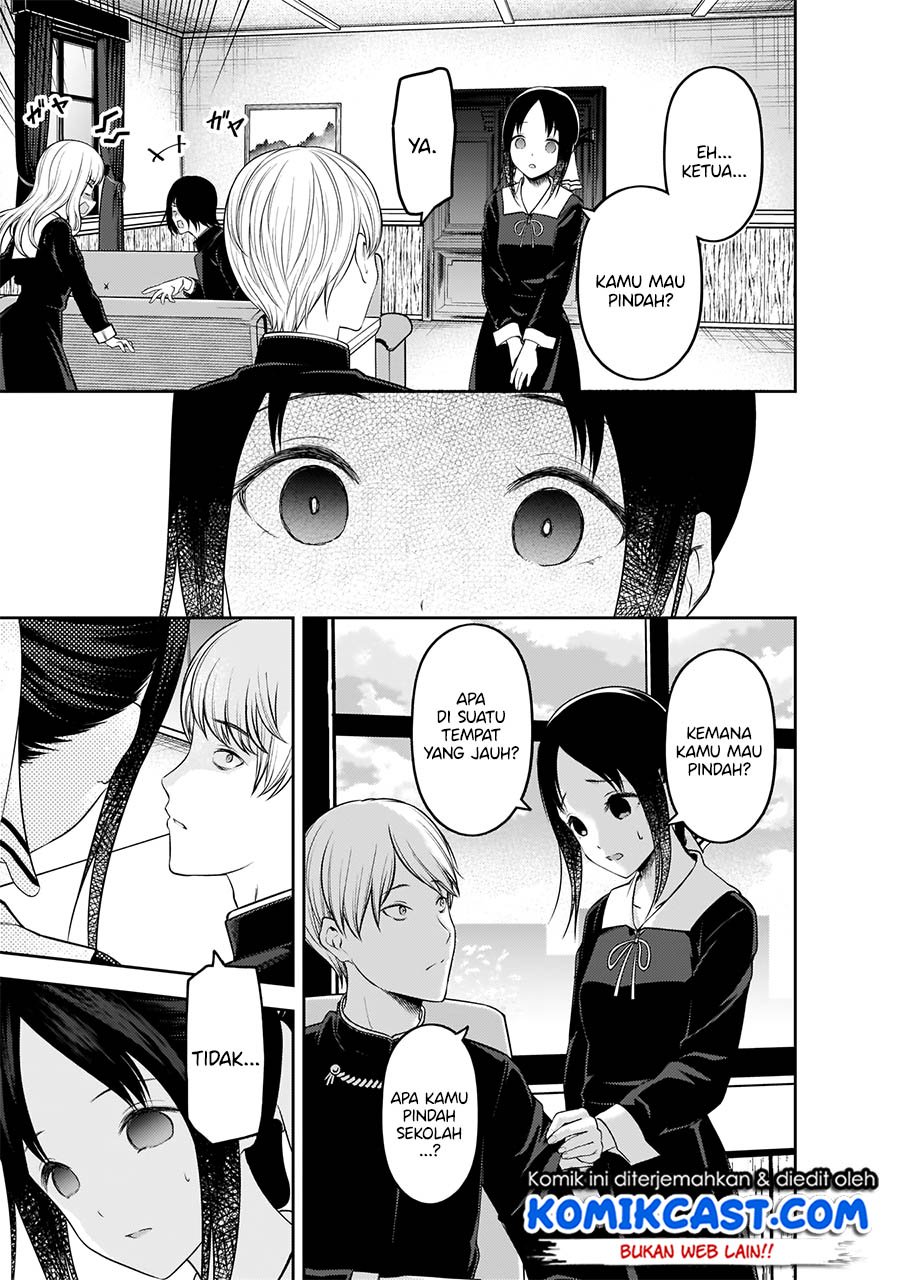 EH...
KETUA...
KAMU MAU
PINDAH?
YA.
ガヤ
ガヤ
KEMANA
KAMU MAU
PINDAH?
APA
DI SUATU
TEMPAT
YANG JAUH?
APA KAMU
PINDAH
SEKOLAH
...?
TIDAK...
Komik ini diterjemahkan & diedit oleh
KOMIKCAST.COM
BUKAN WEB LAIN!!